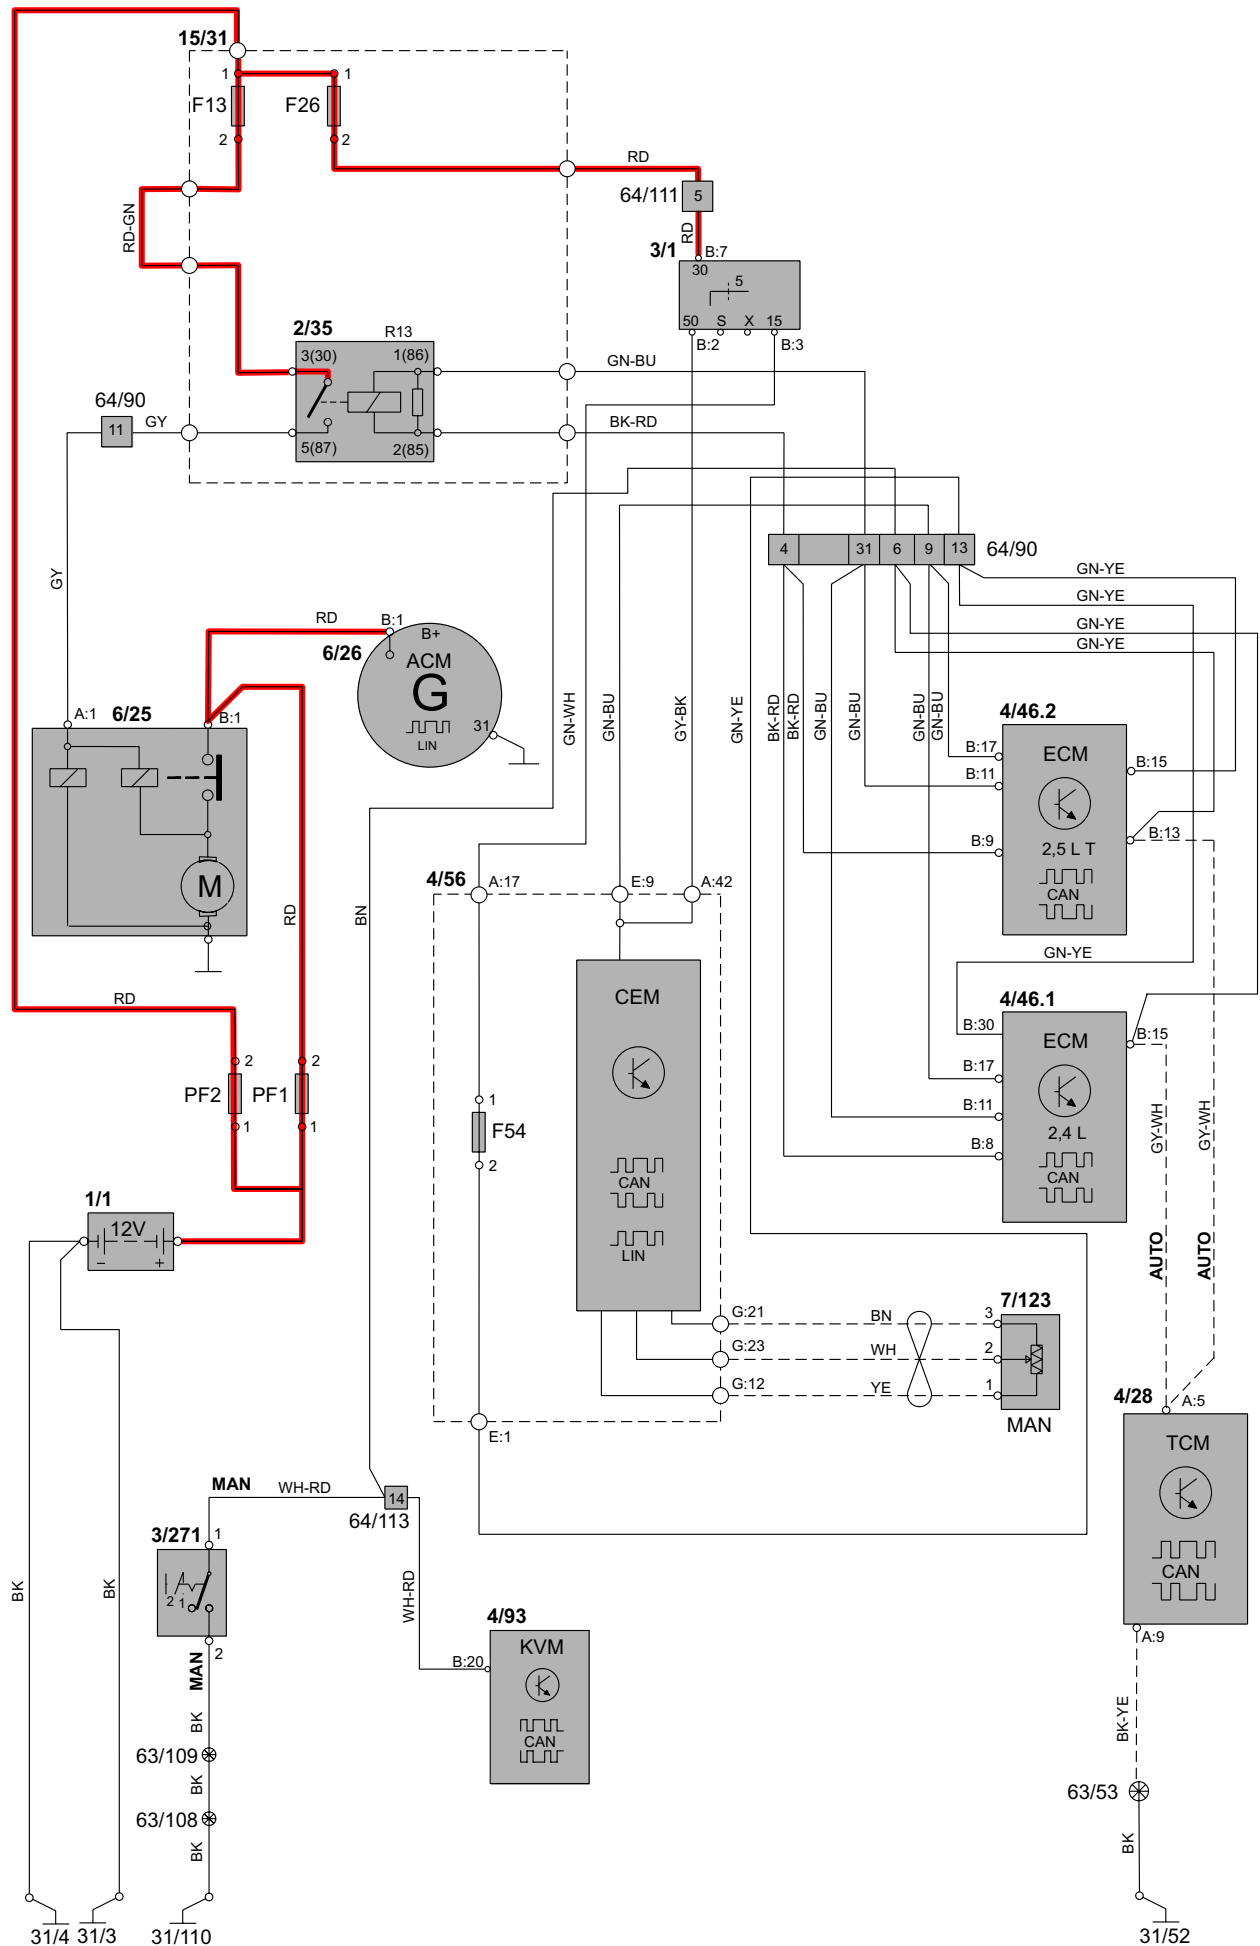 15/31
1
1
F13
F26
2
2
RD
64/111
5
RD-GN
RD
3/1
B:7
30
5
50
S
X
15
B:2
B:3
2/35
R13
3(30)
1(86)
GN-BU
64/90
11
GY
BK-RD
5(87)
2(85)
4
31
6
9
13
64/90
GN-YE
GN-YE
GN-YE
GN-YE
GY
RD
B:1
B+
6/26
ACM
G
LIN
31
A:1
6/25
B:1
M
RD
GN-WH
GN-BU
GY-BK
GN-YE
BK-RD
BK-RD
GN-BU
GN-BU
GN-BU
GN-BU
4/46.2
ECM
B:17
B:15
B:11
B:13
B:9
2,5 L T
CAN
BN
4/56
A:17
E:9
A:42
GN-YE
CEM
4/46.1
RD
B:30
ECM
B:15
2
2
B:17
PF2
PF1
1
1
1
F54
2
B:11
2,4 L
B:8
CAN
CAN
LIN
GY-WH
GY-WH
AUTO
AUTO
1/1
12V
–
+
G:21
BN
3
7/123
G:23
WH
2
G:12
YE
1
MAN
E:1
4/28
A:5
TCM
CAN
A:9
MAN
WH-RD
14
64/113
3/271
1
2
1
2
MAN
BK
BK
WH-RD
4/93
KVM
B:20
CAN
BK
63/109
BK
63/108
BK
BK-YE
63/53
BK
31/4
31/3
31/110
31/52